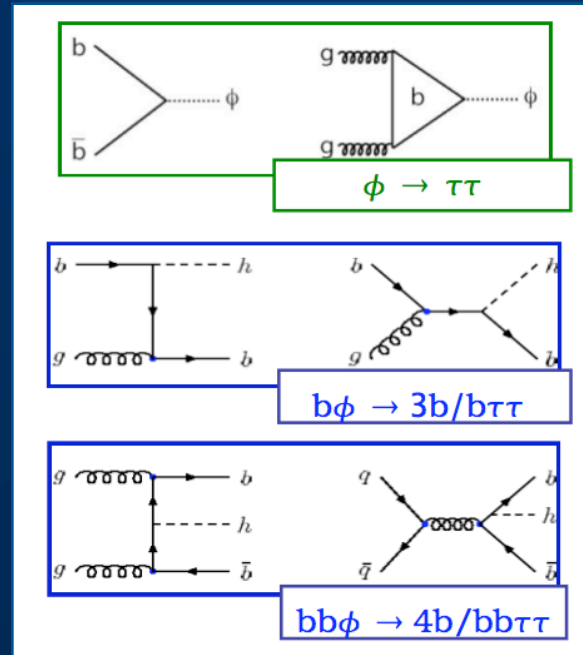 b g
b ϕ
b̄ g ϕ
ϕ → ττ
b h b h
g b g b
bϕ → 3b/bττ
g b q b
h h
g b̄ q̄ b̄
bbϕ → 4b/bbττ